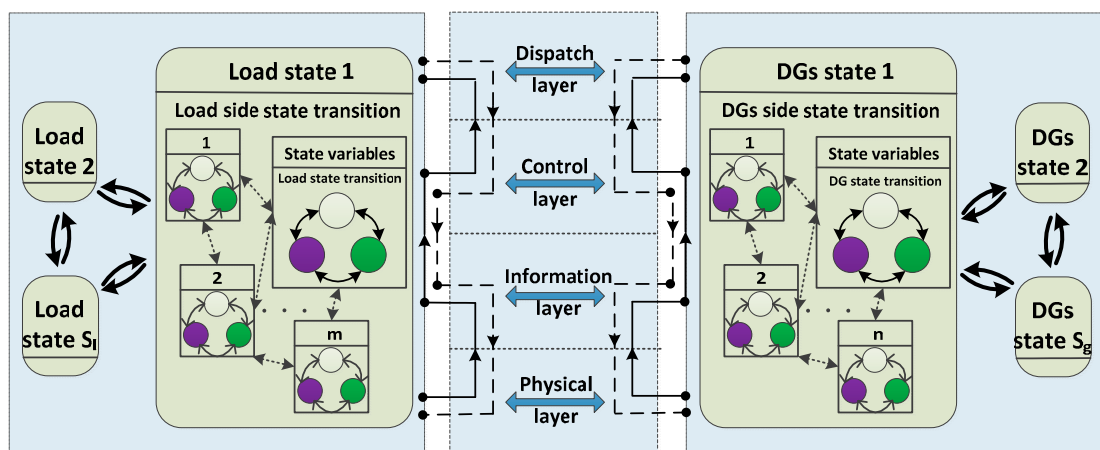 Load
state 2
Load
state Sl
Load state 1
Load side state transition
1
State variables
Load state transition
2
. . . .
m
Dispatch
layer
Control
layer
Information
layer
Physical
layer
DGs state 1
DGs side state transition
1
State variables
DG state transition
2
. . . .
n
DGs
state 2
DGs
state Sg